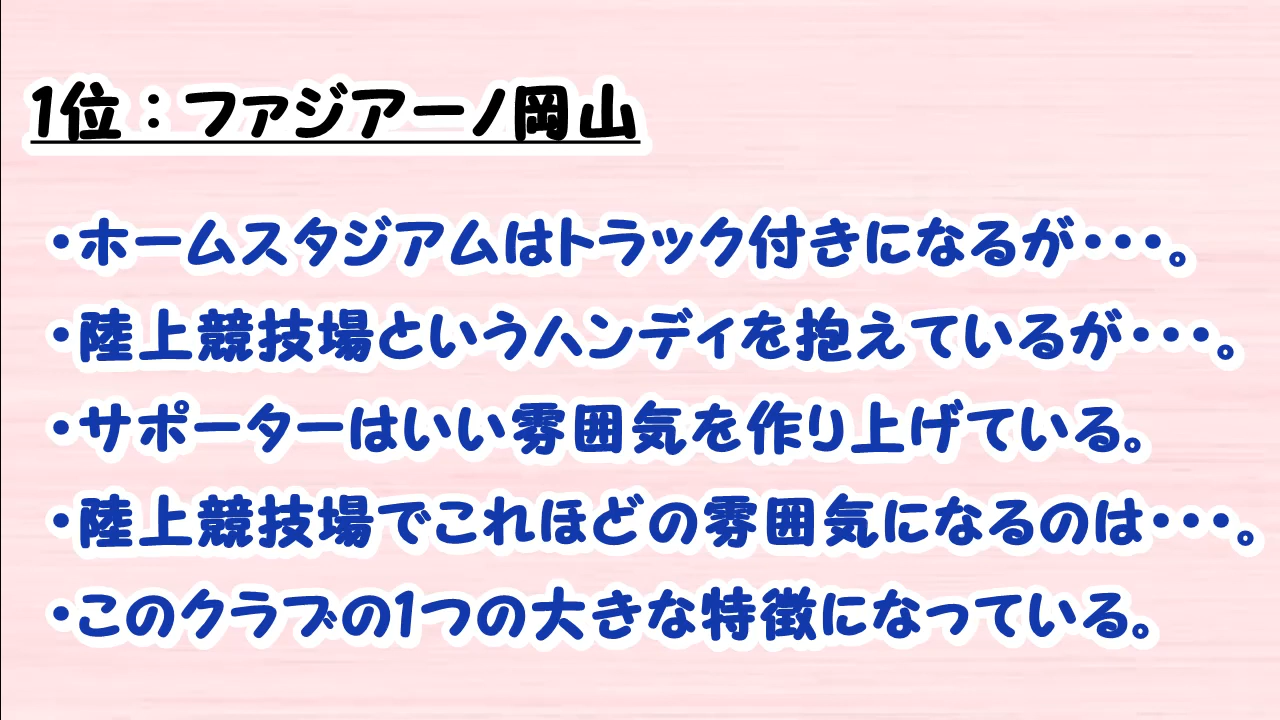 1位：ファジアーノ岡山
・ホームスタジアムはトラック付きになるが・・・。
・陸上競技場というハンディを抱えているが・・・。
・サポーターはいい雰囲気を作り上げている。
・陸上競技場でこれほどの雰囲気になるのは・・・。
・このクラブの1つの大きな特徴になっている。